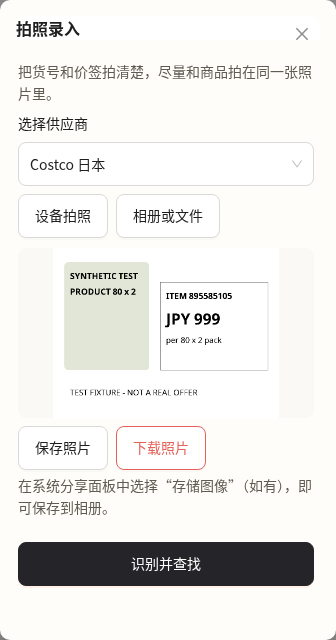 拍照录入
把货号和价签拍清楚，尽量和商品拍在同一张照
片里。
选择供应商
Costco 日本
设备拍照
相册或文件
SYNTHETIC TEST
PRODUCT 80 x 2
ITEM 895585105
JPY 999
per 80 x 2 pack
TEST FIXTURE - NOT A REAL OFFER
保存照片
下载照片
在系统分享面板中选择“存储图像”（如有），即
可保存到相册。
识别并查找